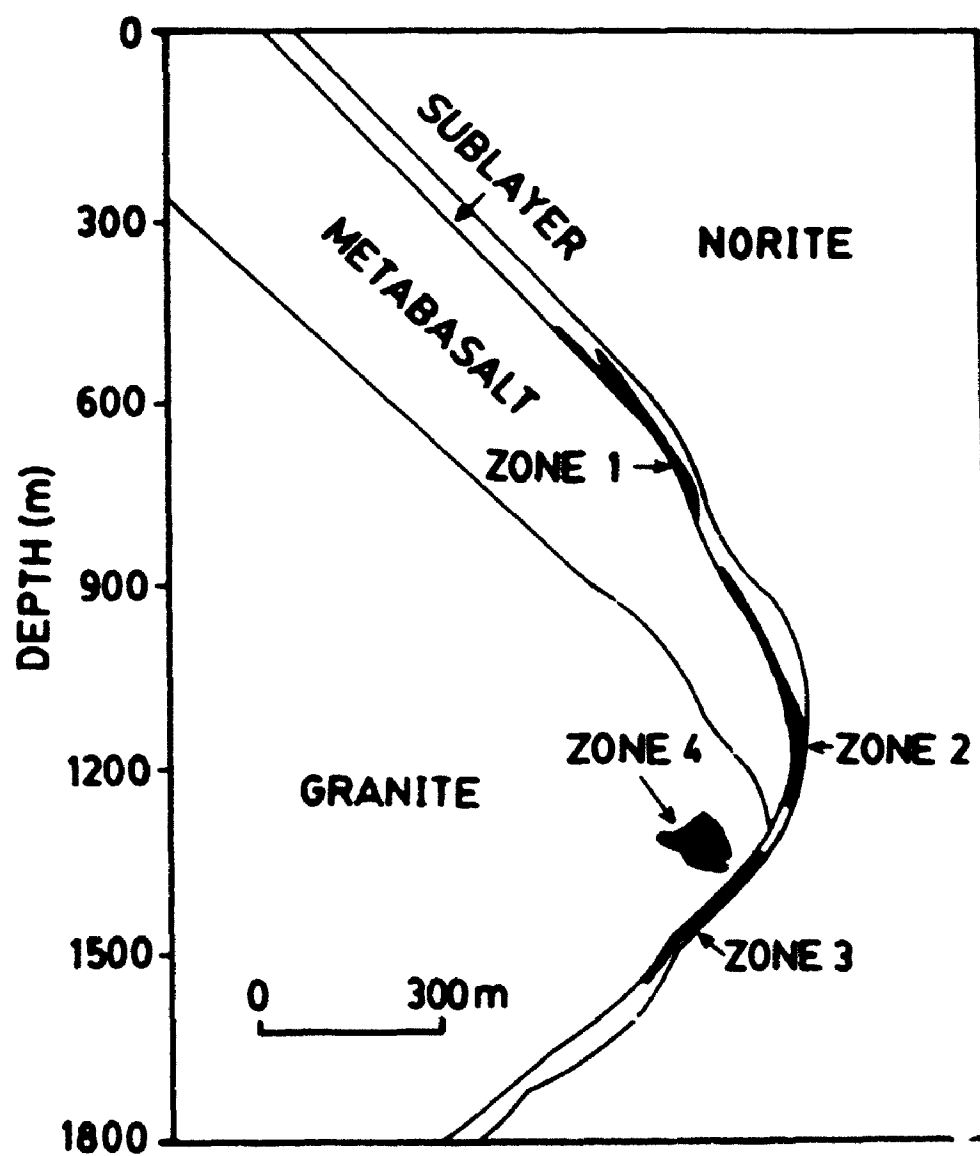 0
SUBLAYER
300
NORITE
METABASALT
600
ZONE 1
DEPTH (m)
900
ZONE 4
ZONE 2
1200
GRANITE
1500
ZONE 3
0 300 m
1800